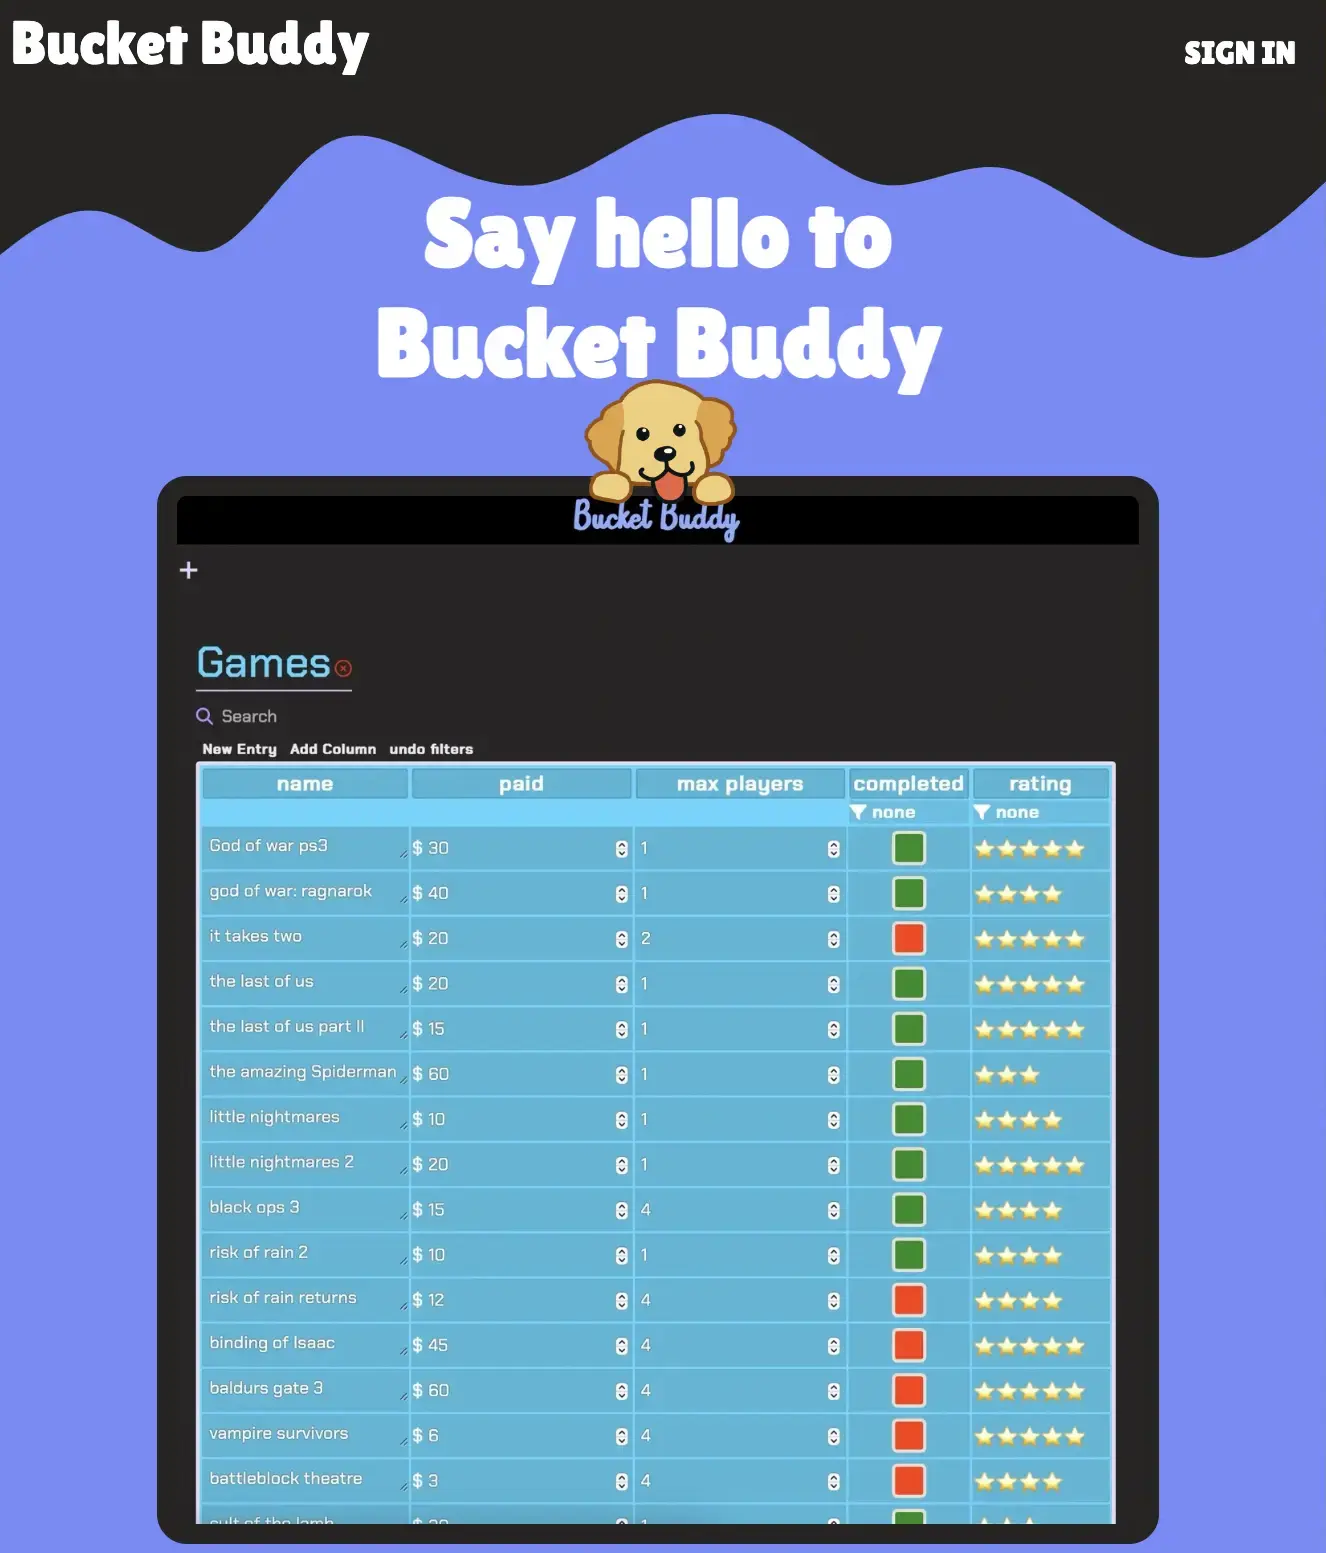 Bucket Buddy
SIGN IN
Say hello to
Bucket Buddy
Bucket Buddy
+
Games
Search
New Entry Add Column undo filters
name paid max players completed rating
none none
God of war ps3 $ 30 1
god of war: ragnarok $ 40 1
it takes two $ 20 2
the last of us $ 20 1
the last of us part II $ 15 1
the amazing Spiderman $ 60 1
little nightmares $ 10 1
little nightmares 2 $ 20 1
black ops 3 $ 15 4
risk of rain 2 $ 10 1
risk of rain returns $ 12 4
binding of Isaac $ 45 4
baldurs gate 3 $ 60 4
vampire survivors $ 6 4
battleblock theatre $ 3 4
cult of the lamb